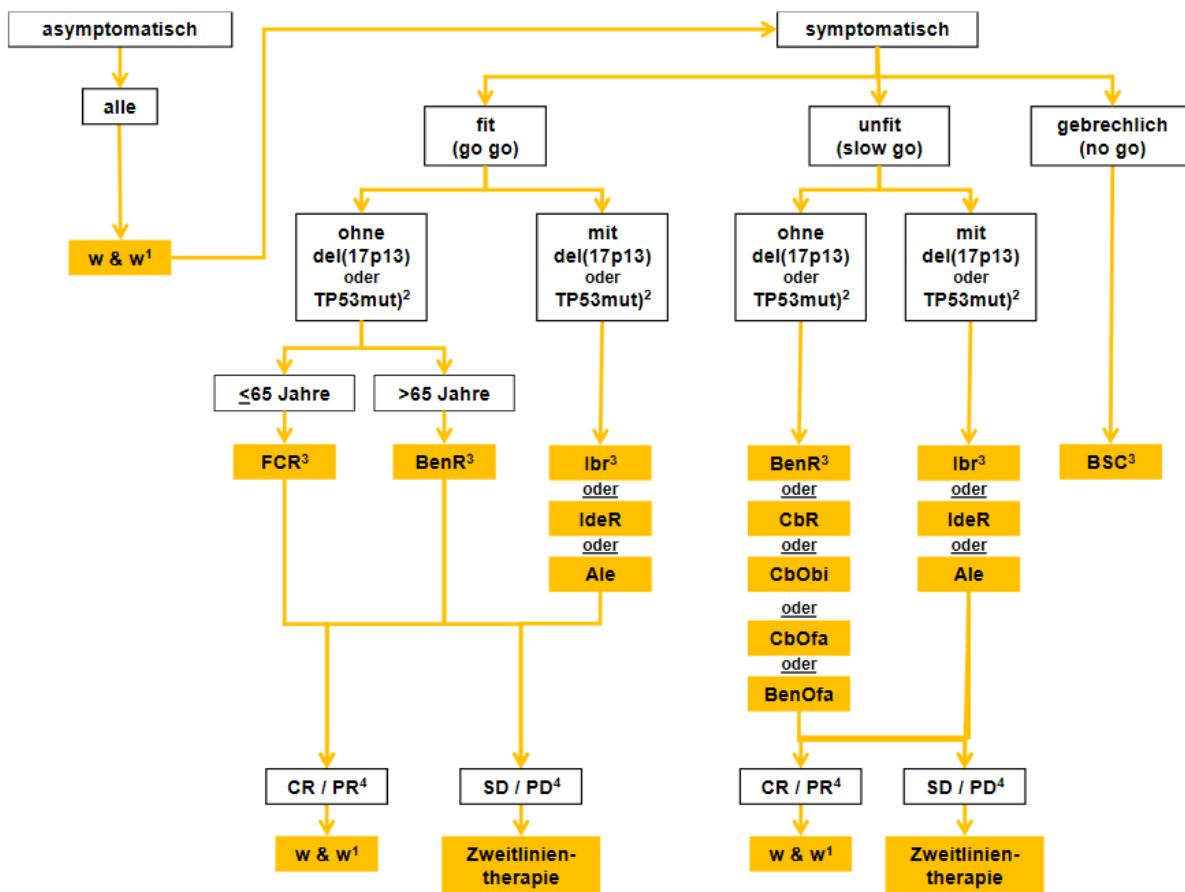 asymptomatisch
symptomatisch
alle
fit
(go go)
unfit
(slow go)
gebrechlich
(no go)
w & w¹
ohne
del(17p13)
oder
TP53mut)²
mit
del(17p13)
oder
TP53mut)²
ohne
del(17p13)
oder
TP53mut)²
mit
del(17p13)
oder
TP53mut)²
≤65 Jahre
>65 Jahre
FCR³
BenR³
Ibr³
oder
IdeR
oder
Ale
BenR³
oder
CbR
oder
CbObi
oder
CbOfa
oder
BenOfa
Ibr³
oder
IdeR
oder
Ale
BSC³
CR / PR⁴
SD / PD⁴
CR / PR⁴
SD / PD⁴
w & w¹
Zweitlinien-
therapie
w & w¹
Zweitlinien-
therapie